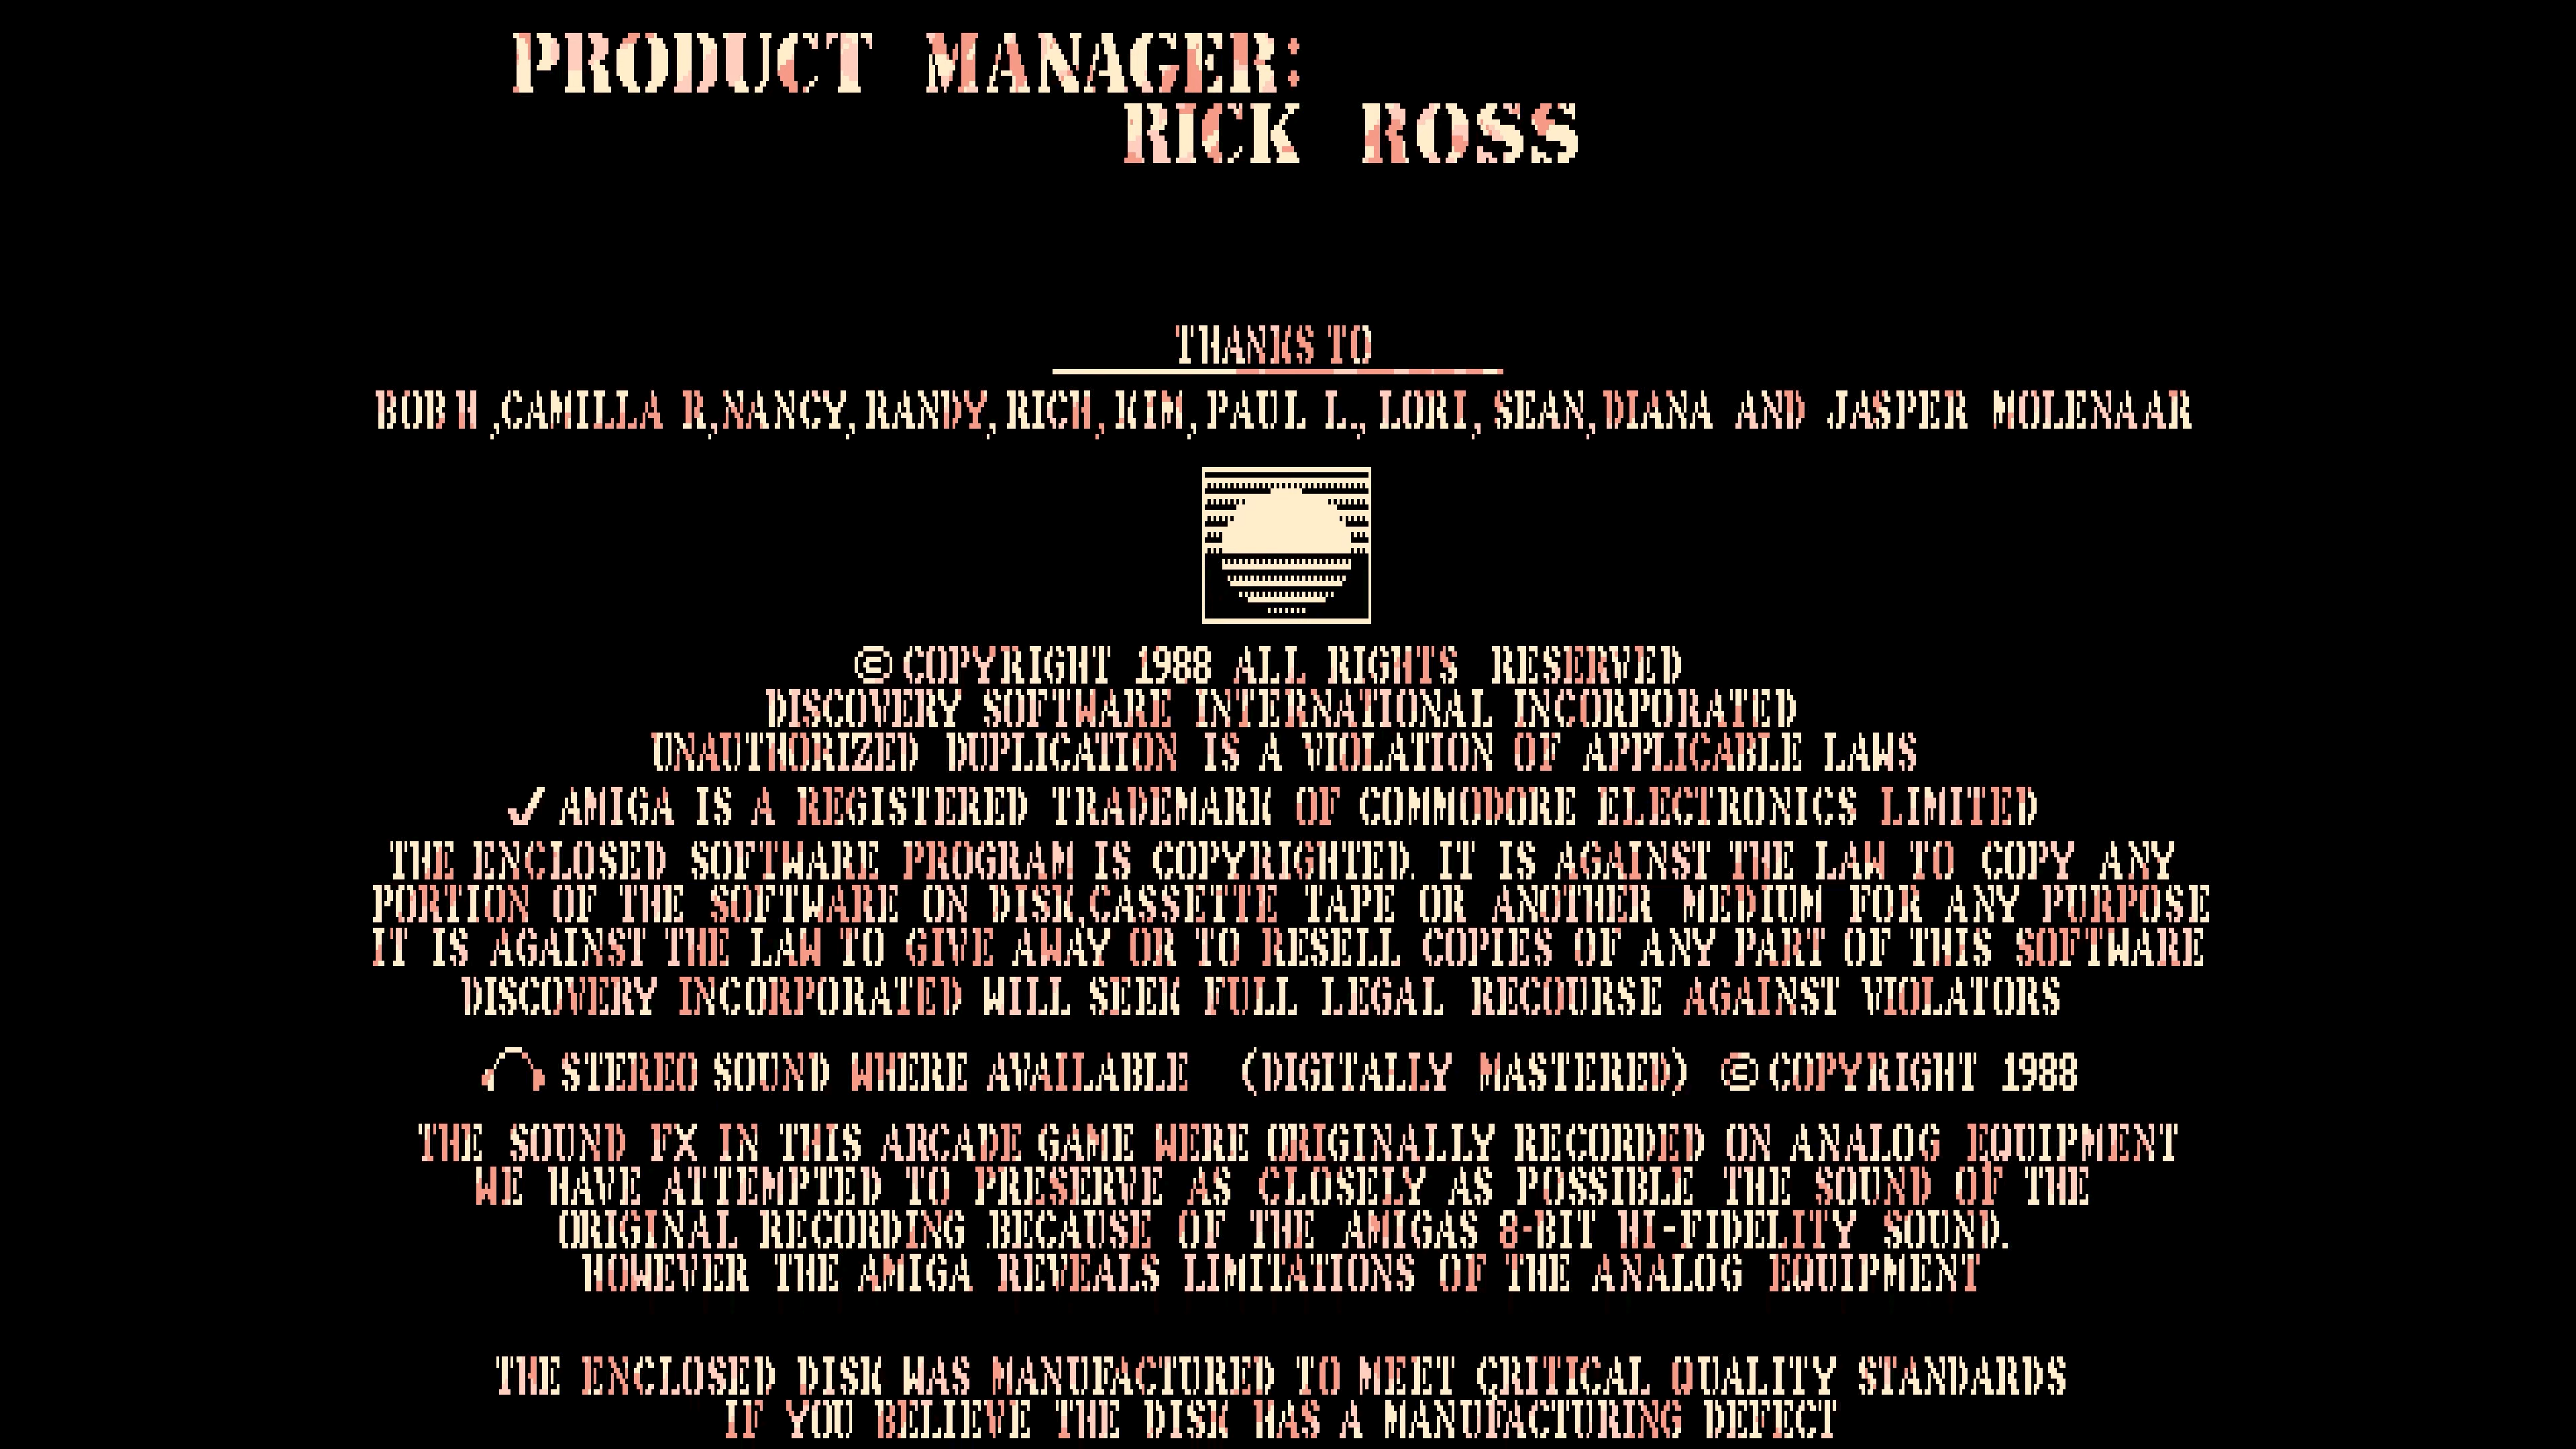 PRODUCT MANAGER:
RICK ROSS
THANKS TO
BOB H ,CAMILLA R,NANCY, RANDY, RICH, KIM, PAUL L., LORI, SEAN, DIANA AND JASPER MOLENAAR
© COPYRIGHT 1988 ALL RIGHTS RESERVED
DISCOVERY SOFTWARE INTERNATIONAL INCORPORATED
UNAUTHORIZED DUPLICATION IS A VIOLATION OF APPLICABLE LAWS
✓ AMIGA IS A REGISTERED TRADEMARK OF COMMODORE ELECTRONICS LIMITED
THE ENCLOSED SOFTWARE PROGRAM IS COPYRIGHTED. IT IS AGAINST THE LAW TO COPY ANY
PORTION OF THE SOFTWARE ON DISK,CASSETTE TAPE OR ANOTHER MEDIUM FOR ANY PURPOSE
IT IS AGAINST THE LAW TO GIVE AWAY OR TO RESELL COPIES OF ANY PART OF THIS SOFTWARE
DISCOVERY INCORPORATED WILL SEEK FULL LEGAL RECOURSE AGAINST VIOLATORS
STEREO SOUND WHERE AVAILABLE (DIGITALLY MASTERED) © COPYRIGHT 1988
THE SOUND FX IN THIS ARCADE GAME WERE ORIGINALLY RECORDED ON ANALOG EQUIPMENT
WE HAVE ATTEMPTED TO PRESERVE AS CLOSELY AS POSSIBLE THE SOUND OF THE
ORIGINAL RECORDING BECAUSE OF THE AMIGAS 8-BIT HI-FIDELITY SOUND.
HOWEVER THE AMIGA REVEALS LIMITATIONS OF THE ANALOG EQUIPMENT
THE ENCLOSED DISK WAS MANUFACTURED TO MEET CRITICAL QUALITY STANDARDS
IF YOU BELIEVE THE DISK HAS A MANUFACTURING DEFECT